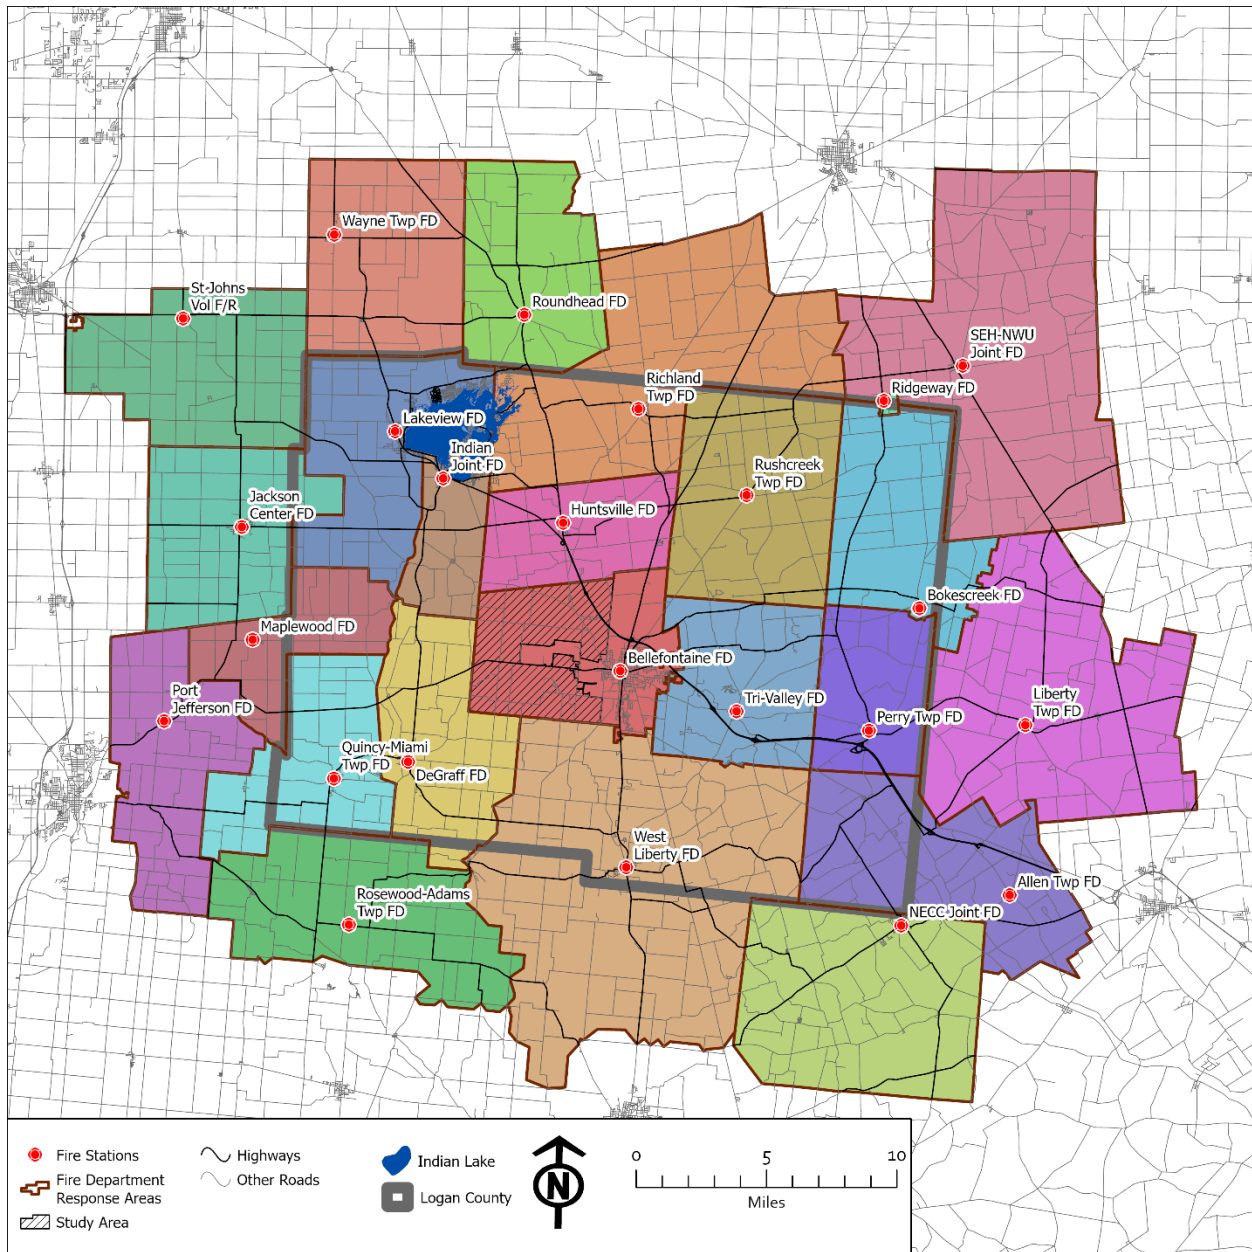 Wayne Twp FD
St-Johns
Vol F/R
Roundhead FD
SEH-NWU
Joint FD
Richland
Twp FD
Ridgeway FD
Lakeview FD
Indian
Joint FD
Rushcreek
Twp FD
Jackson
Center FD
Huntsville FD
Bokescreek FD
Maplewood FD
Bellefontaine FD
Port
Jefferson FD
Tri-Valley FD
Liberty
Twp FD
Perry Twp FD
Quincy-Miami
Twp FD
DeGraff FD
West
Liberty FD
Rosewood-Adams
Twp FD
Allen Twp FD
NECC Joint FD
Fire Stations
Fire Department
Response Areas
Study Area
Highways
Other Roads
Indian Lake
Logan County
N
0 5 10
Miles